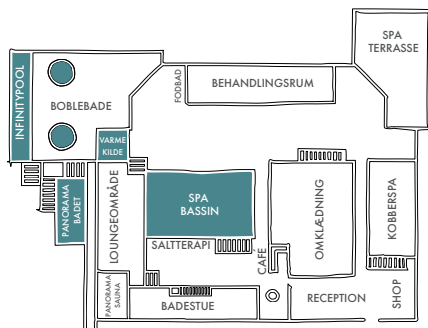 SPA
TERRASSE
INFINITYPOOL
BOBLEBADE
FODBAD
BEHANDLINGSRUM
VARME
KILDE
PANORAMA
BADET
LOUNGEOMRÅDE
SPA
BASSIN
SALTTERAPI
CAFÉ
OMKLÆDNING
KOBBERSPA
PANORAMA
SAUNA
BADESTUE
RECEPTION
SHOP